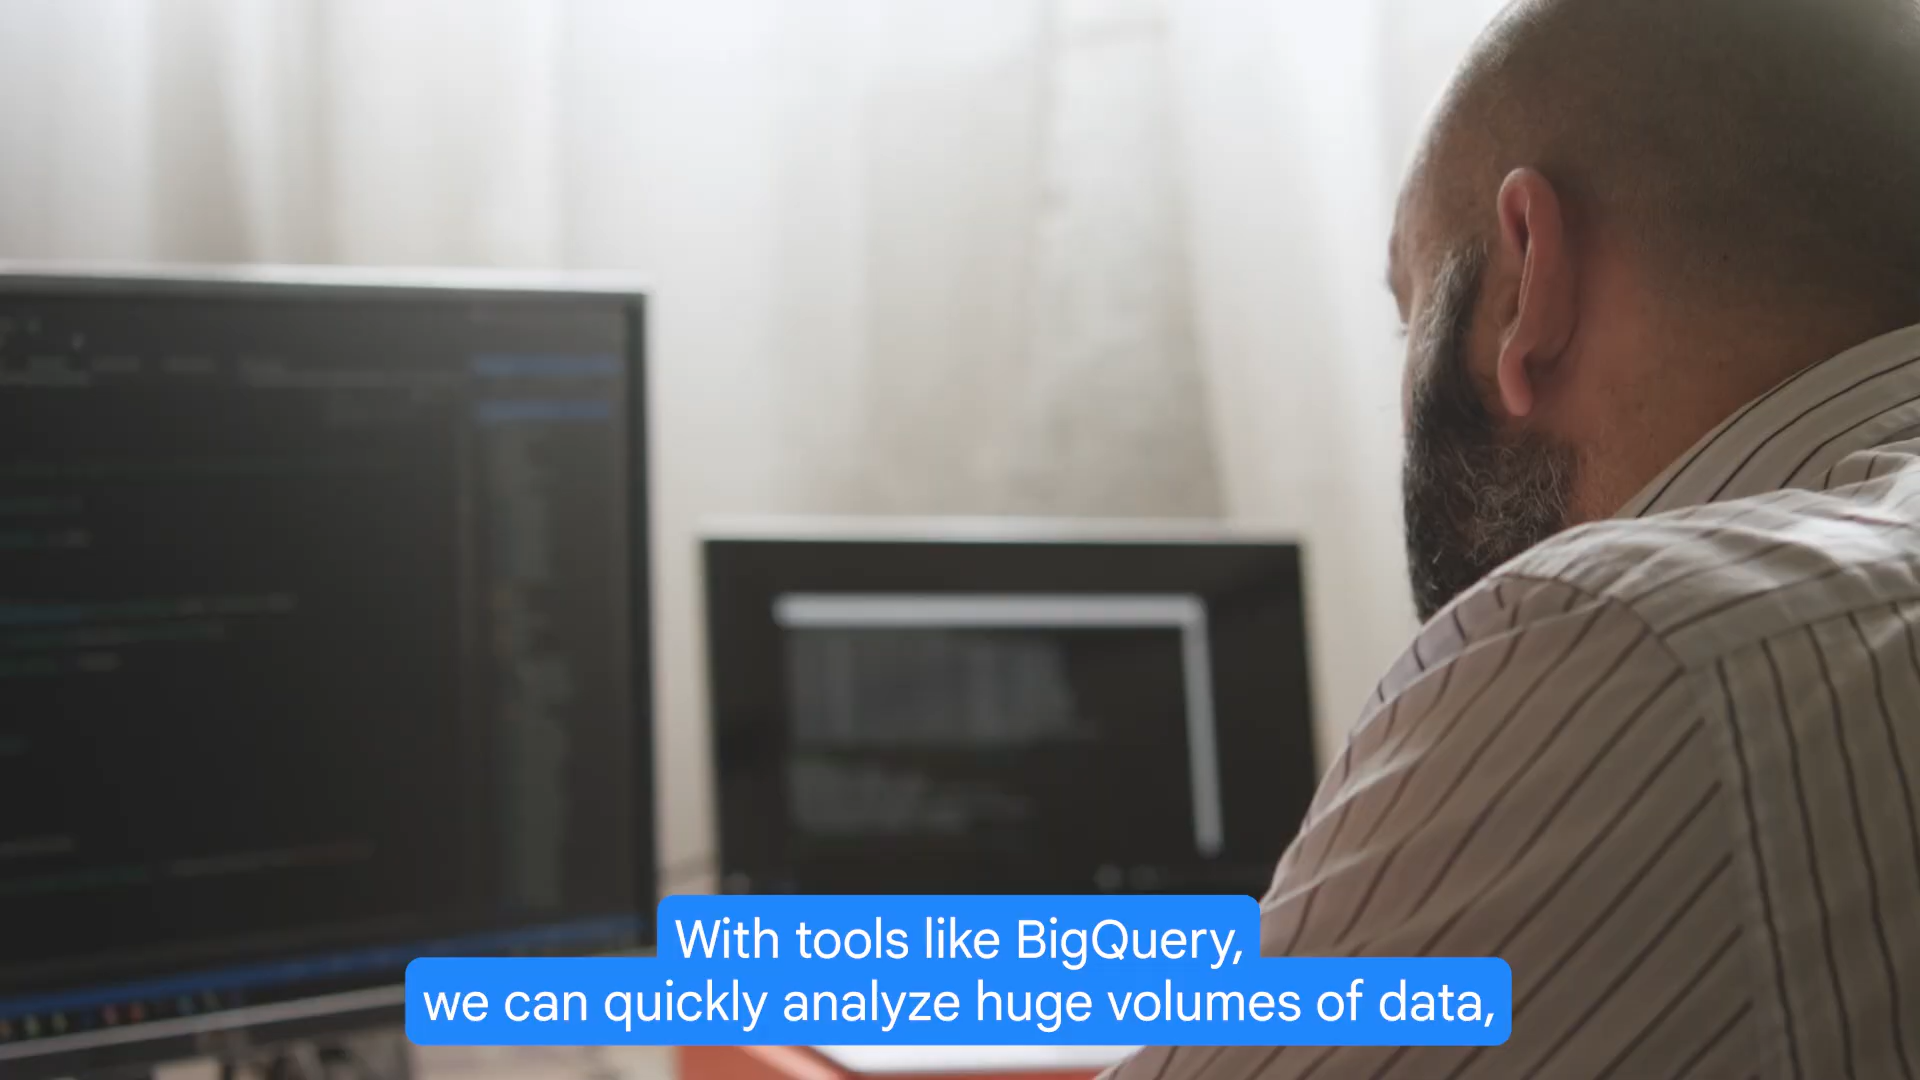 With tools like BigQuery,
we can quickly analyze huge volumes of data,